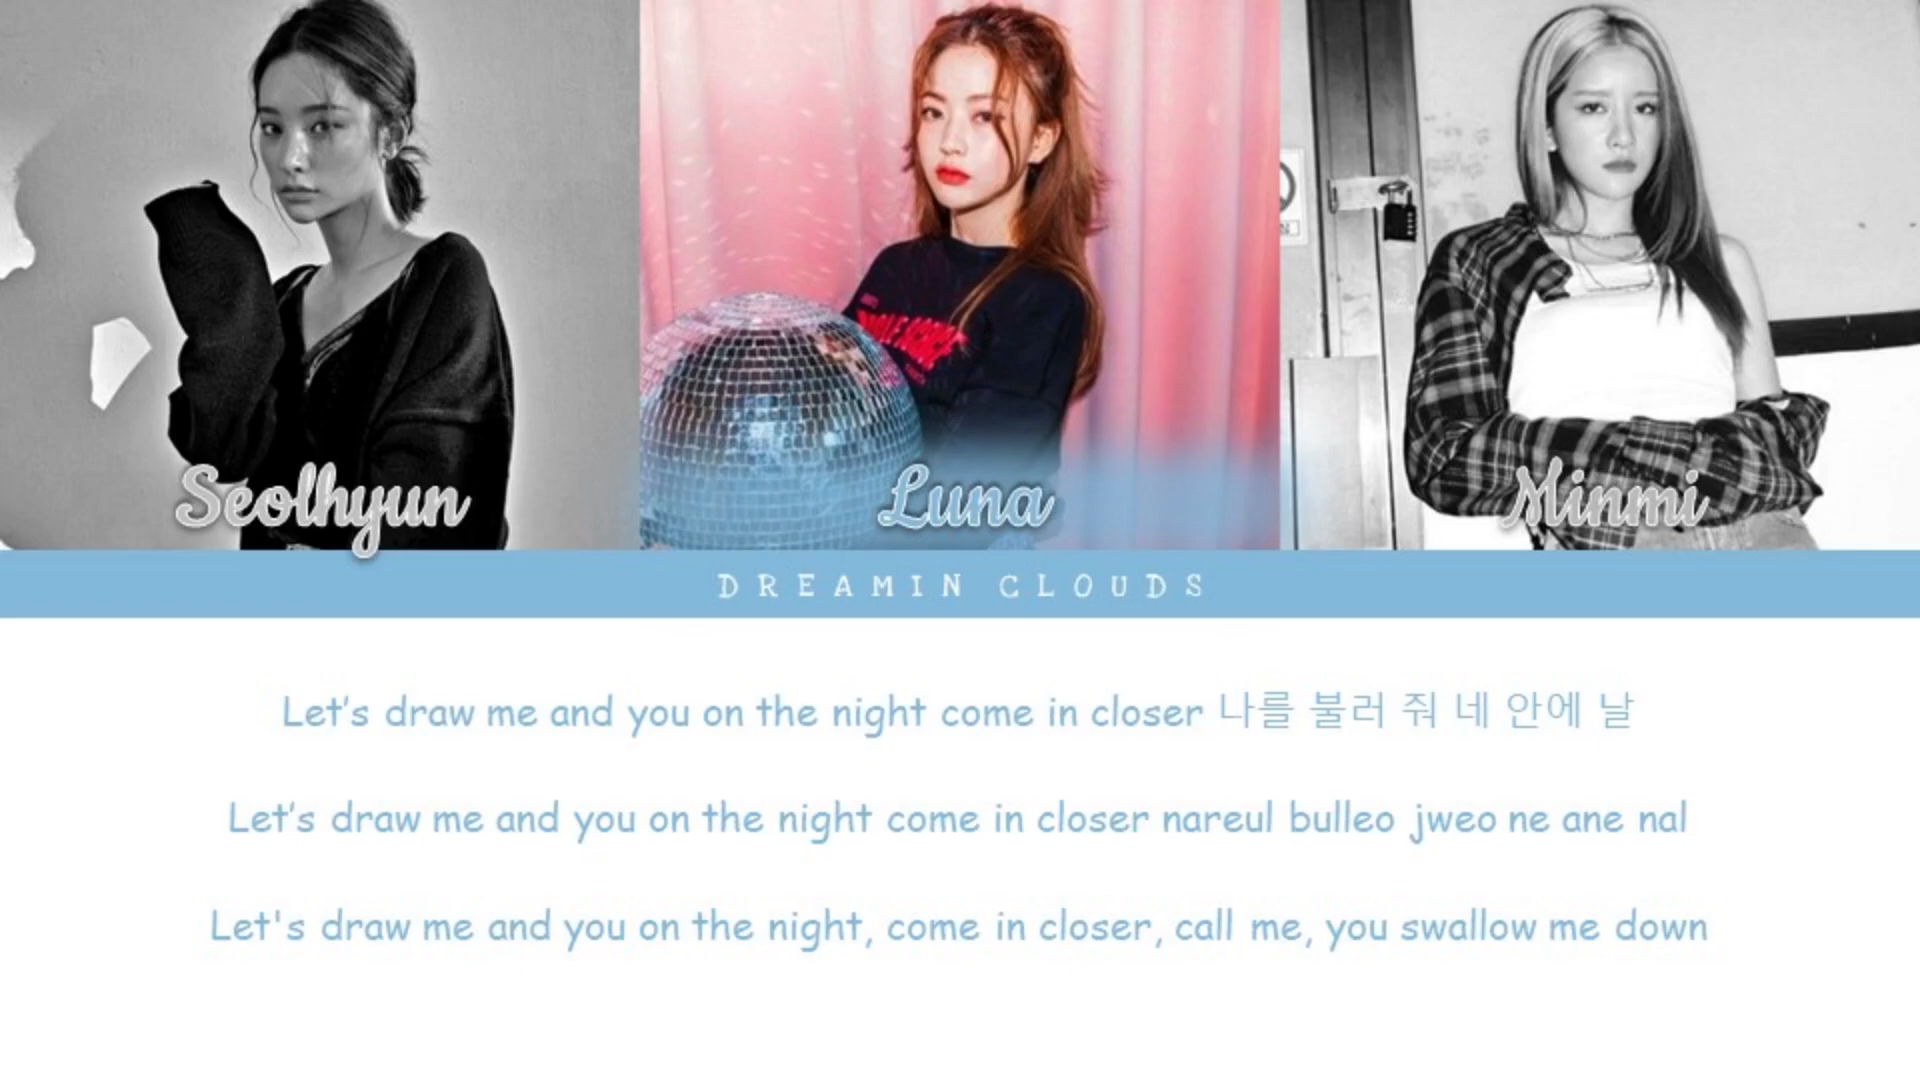 Seolhyun
Luna
Minmi
DREAMIN CLOUDS
Let’s draw me and you on the night come in closer 나를 불러 줘 네 안에 날
Let’s draw me and you on the night come in closer nareul bulleo jweo ne ane nal
Let's draw me and you on the night, come in closer, call me, you swallow me down